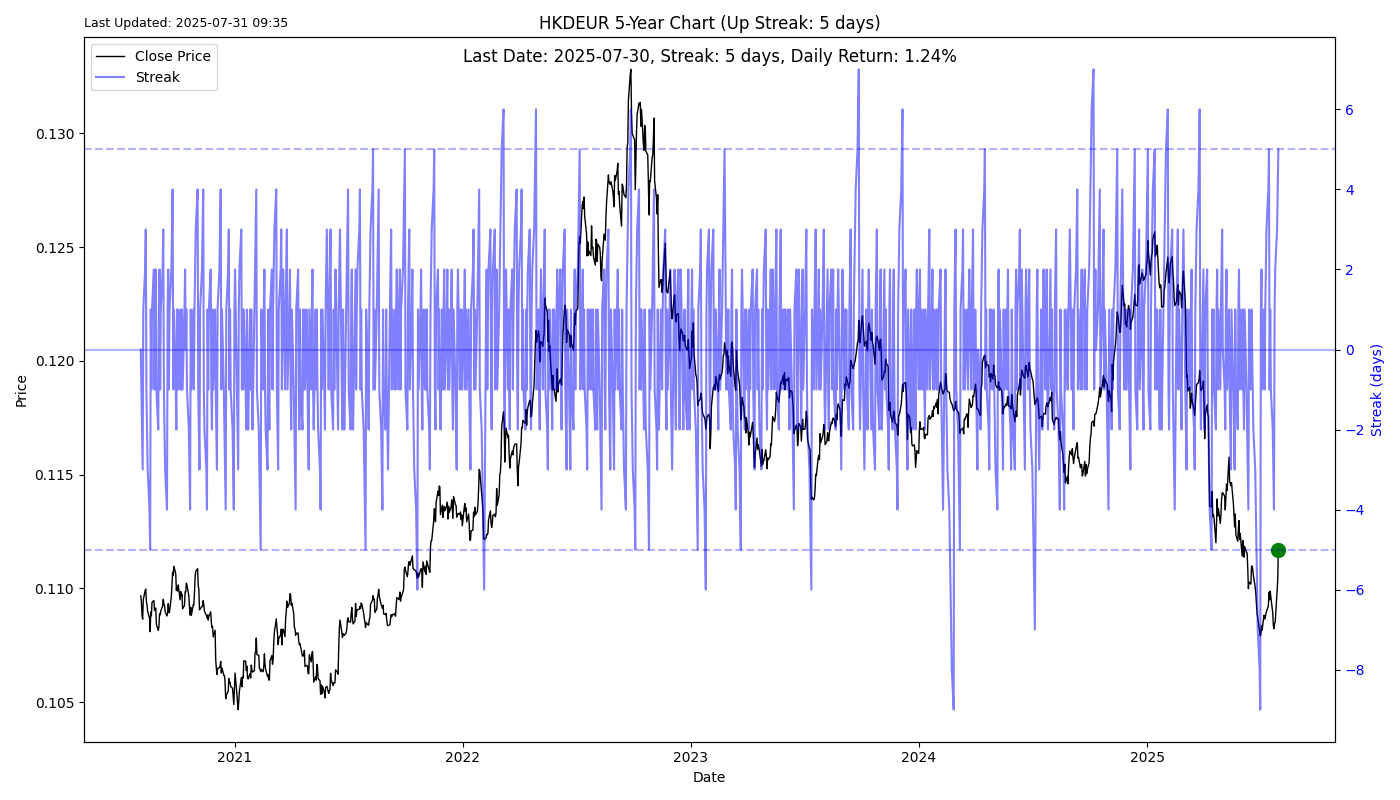 Last Updated: 2025-07-31 09:35
HKDEUR 5-Year Chart (Up Streak: 5 days)
Last Date: 2025-07-30, Streak: 5 days, Daily Return: 1.24%
Close Price
Streak
Price
0.130
0.125
0.120
0.115
0.110
0.105
6
4
2
0
−2
−4
−6
−8
Streak (days)
2021
2022
2023
2024
2025
Date